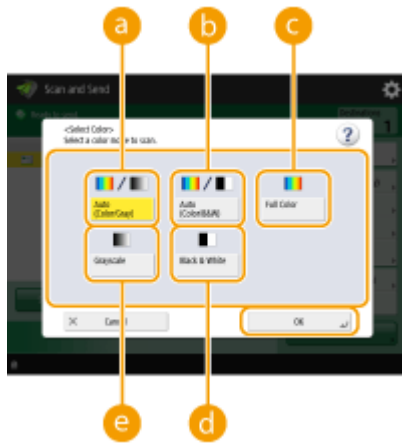 a b c
Scan and Send
<Select Color>
Select a color mode to scan.
?
1
Auto
(Color/Gray)
Auto
(Color/B&W)
Full Color
Grayscale
Black & White
OK
e d